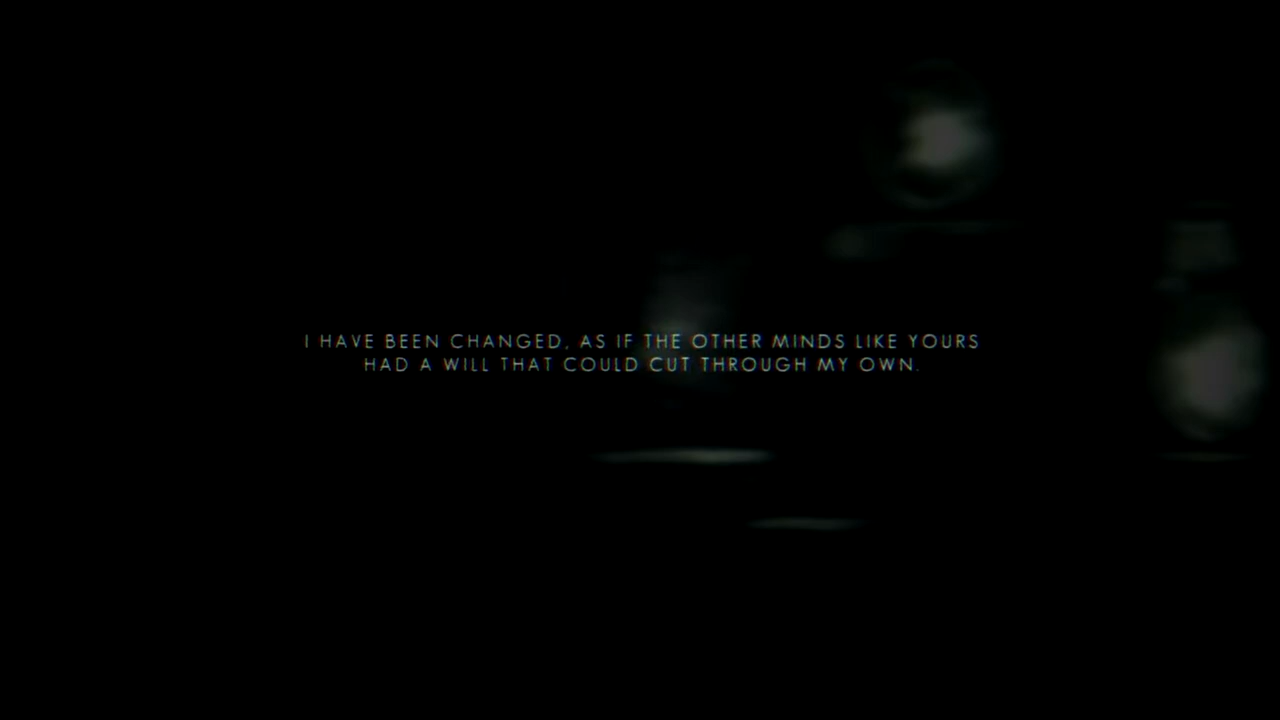 I HAVE BEEN CHANGED, AS IF THE OTHER MINDS LIKE YOURS
HAD A WILL THAT COULD CUT THROUGH MY OWN.